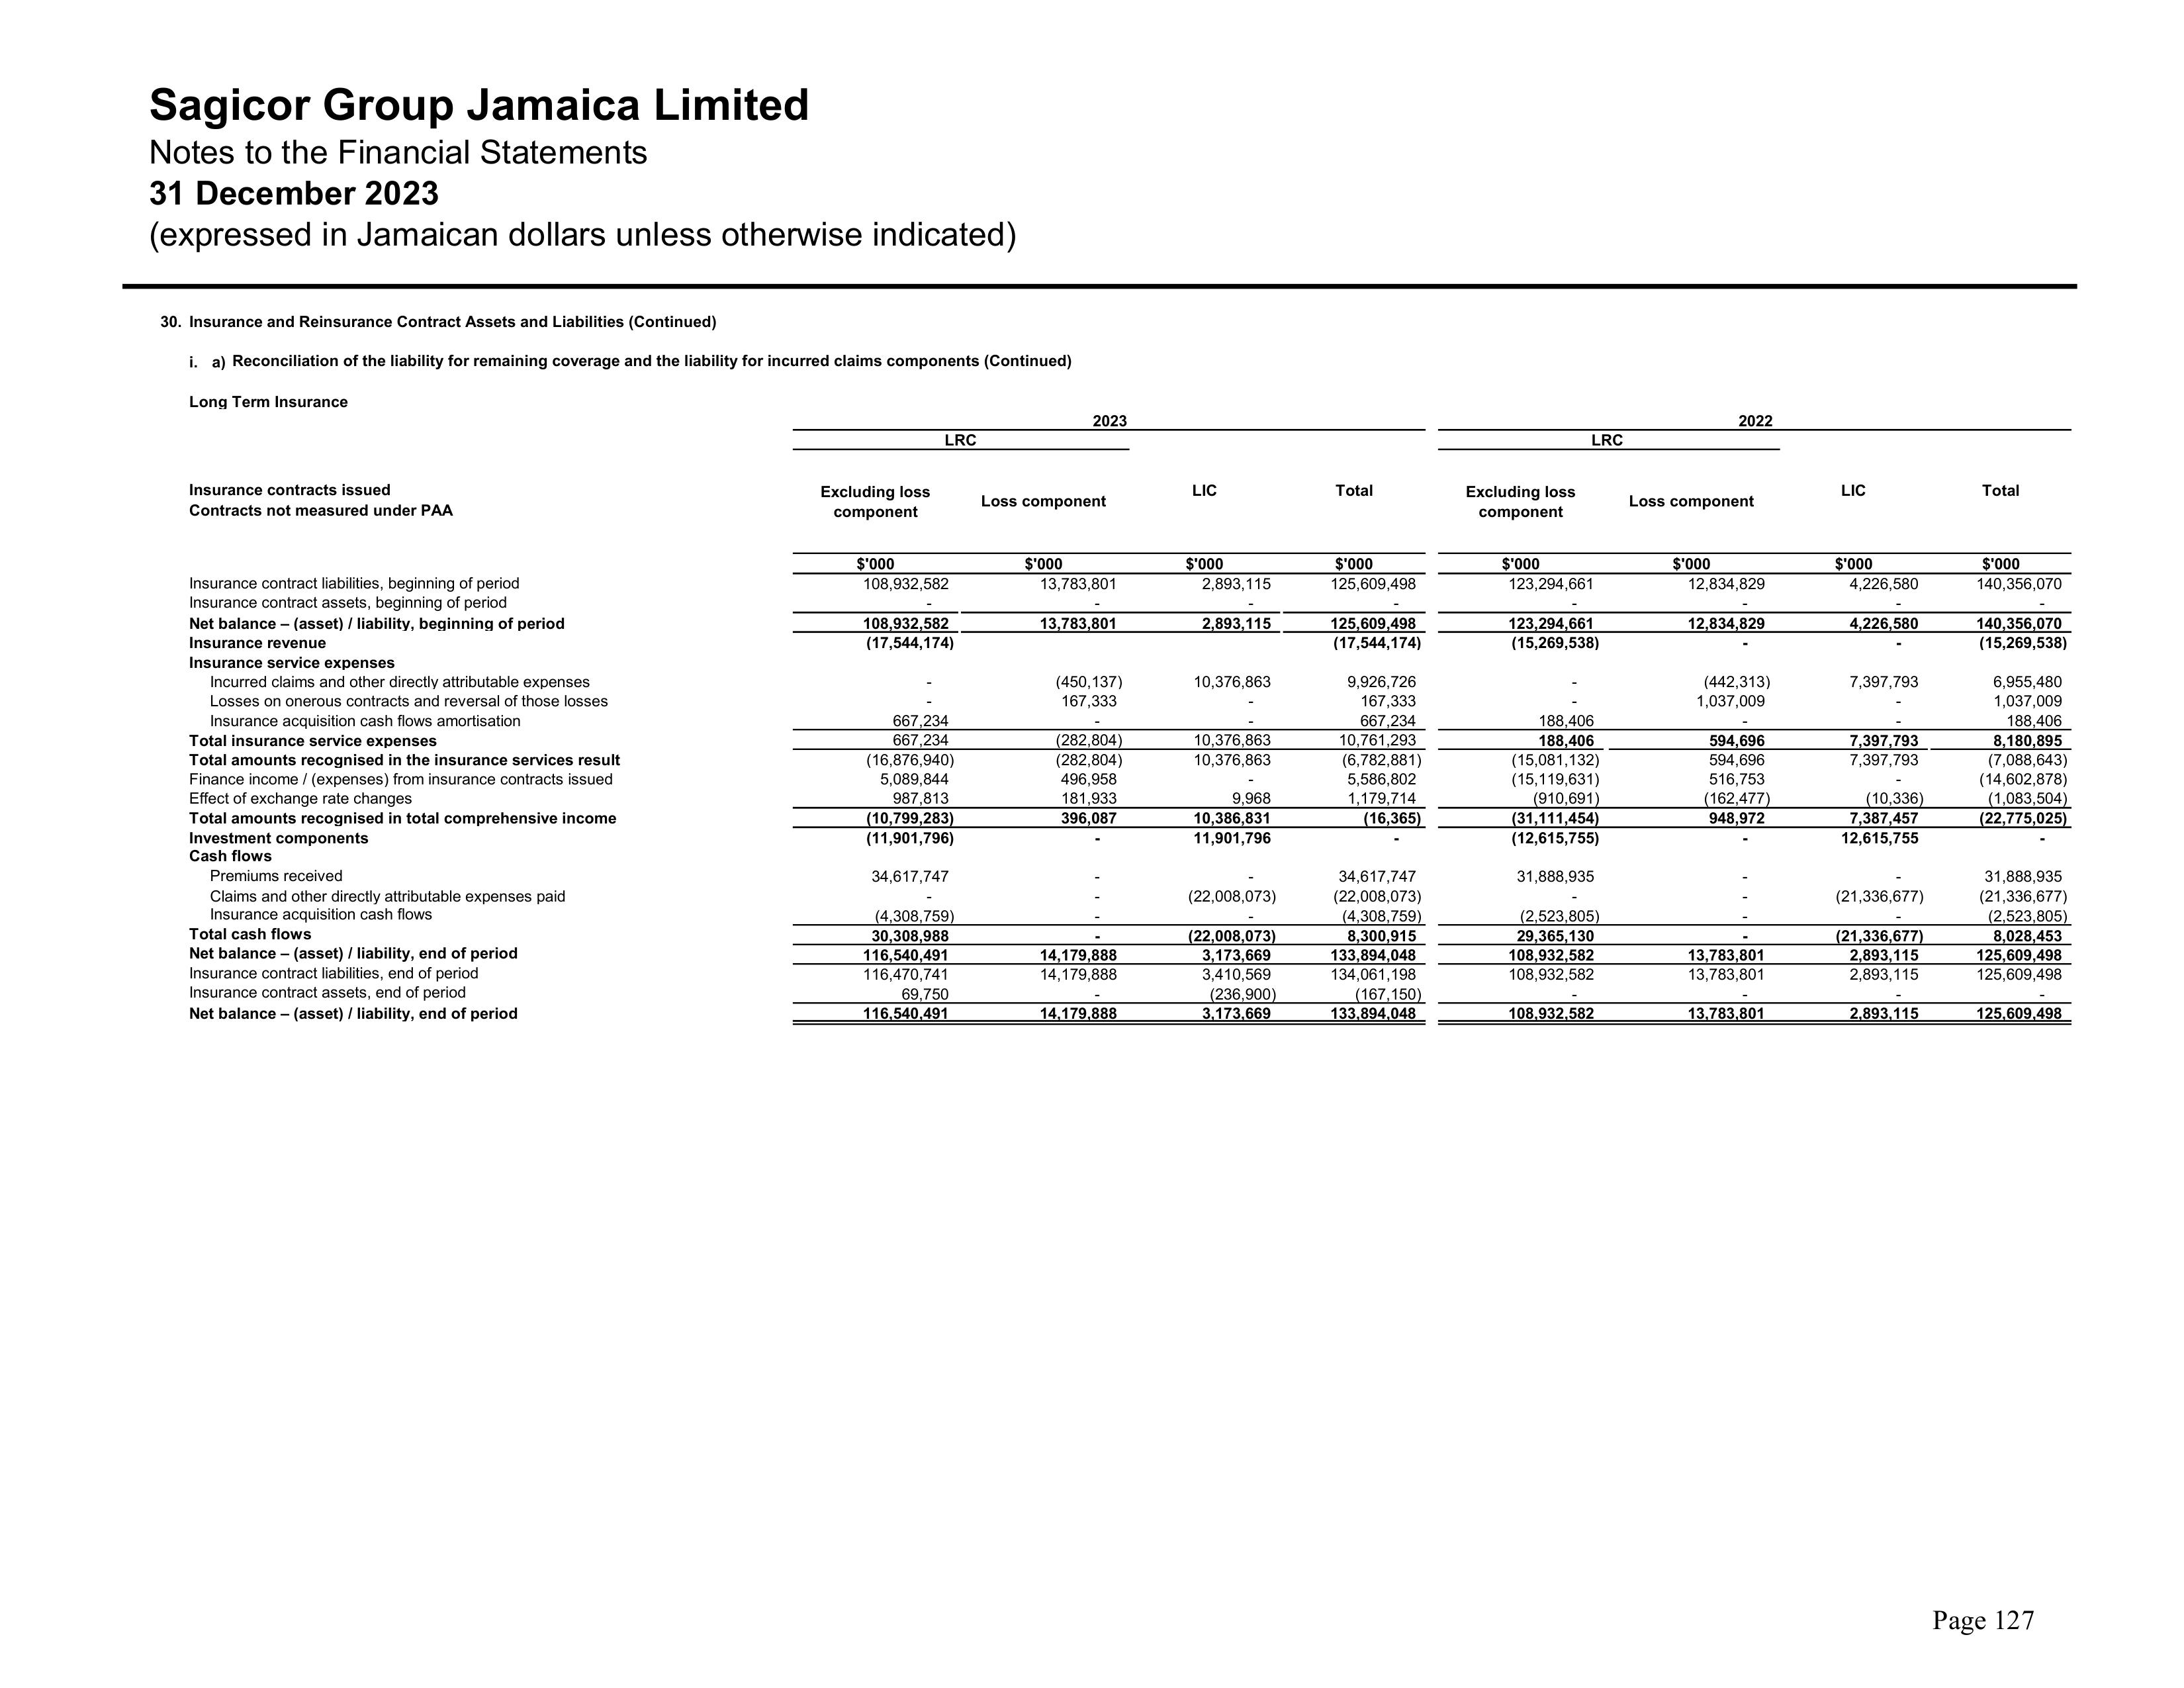 Sagicor Group Jamaica Limited
Notes to the Financial Statements
31 December 2023
(expressed in Jamaican dollars unless otherwise indicated)
30. Insurance and Reinsurance Contract Assets and Liabilities (Continued)
i. a) Reconciliation of the liability for remaining coverage and the liability for incurred claims components (Continued)
Long Term Insurance
2023 2022
LRC LRC
Insurance contracts issued
Contracts not measured under PAA
Excluding loss component Loss component LIC Total Excluding loss component Loss component LIC Total
$'000 $'000 $'000 $'000 $'000 $'000 $'000 $'000
Insurance contract liabilities, beginning of period 108,932,582 13,783,801 2,893,115 125,609,498 123,294,661 12,834,829 4,226,580 140,356,070
Insurance contract assets, beginning of period - - - - - - - -
Net balance – (asset) / liability, beginning of period 108,932,582 13,783,801 2,893,115 125,609,498 123,294,661 12,834,829 4,226,580 140,356,070
Insurance revenue (17,544,174) (17,544,174) (15,269,538) - - (15,269,538)
Insurance service expenses
Incurred claims and other directly attributable expenses - (450,137) 10,376,863 9,926,726 - (442,313) 7,397,793 6,955,480
Losses on onerous contracts and reversal of those losses - 167,333 - 167,333 - 1,037,009 - 1,037,009
Insurance acquisition cash flows amortisation 667,234 - - 667,234 188,406 - - 188,406
Total insurance service expenses 667,234 (282,804) 10,376,863 10,761,293 188,406 594,696 7,397,793 8,180,895
Total amounts recognised in the insurance services result (16,876,940) (282,804) 10,376,863 (6,782,881) (15,081,132) 594,696 7,397,793 (7,088,643)
Finance income / (expenses) from insurance contracts issued 5,089,844 496,958 - 5,586,802 (15,119,631) 516,753 - (14,602,878)
Effect of exchange rate changes 987,813 181,933 9,968 1,179,714 (910,691) (162,477) (10,336) (1,083,504)
Total amounts recognised in total comprehensive income (10,799,283) 396,087 10,386,831 (16,365) (31,111,454) 948,972 7,387,457 (22,775,025)
Investment components (11,901,796) - 11,901,796 - (12,615,755) - 12,615,755 -
Cash flows
Premiums received 34,617,747 - - 34,617,747 31,888,935 - - 31,888,935
Claims and other directly attributable expenses paid - - (22,008,073) (22,008,073) - - (21,336,677) (21,336,677)
Insurance acquisition cash flows (4,308,759) - - (4,308,759) (2,523,805) - - (2,523,805)
Total cash flows 30,308,988 - (22,008,073) 8,300,915 29,365,130 - (21,336,677) 8,028,453
Net balance – (asset) / liability, end of period 116,540,491 14,179,888 3,173,669 133,894,048 108,932,582 13,783,801 2,893,115 125,609,498
Insurance contract liabilities, end of period 116,470,741 14,179,888 3,410,569 134,061,198 108,932,582 13,783,801 2,893,115 125,609,498
Insurance contract assets, end of period 69,750 - (236,900) (167,150) - - - -
Net balance – (asset) / liability, end of period 116,540,491 14,179,888 3,173,669 133,894,048 108,932,582 13,783,801 2,893,115 125,609,498
Page 127